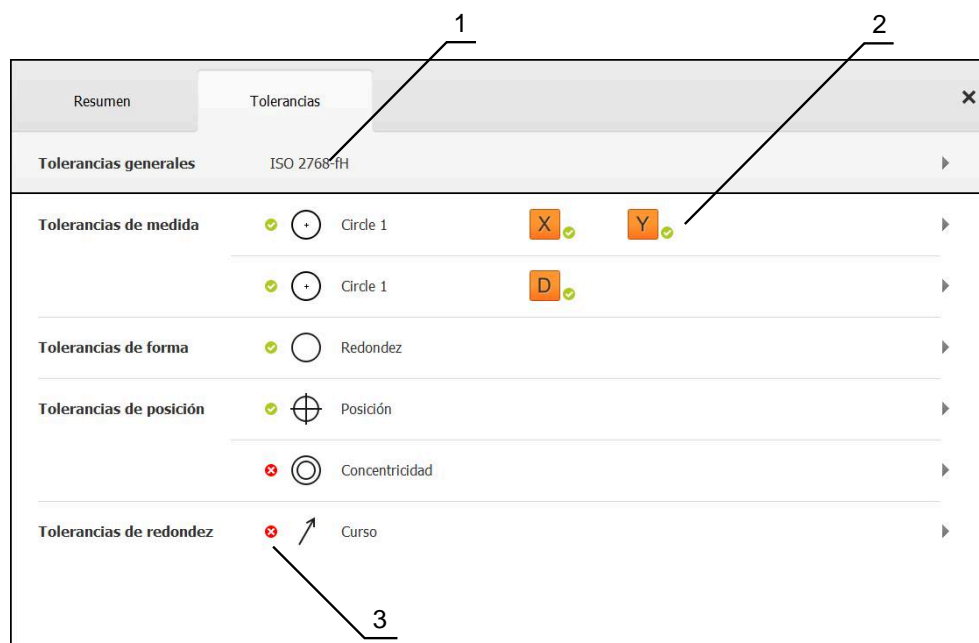 1
2
Resumen Tolerancias
Tolerancias generales ISO 2768-fH
Tolerancias de medida Circle 1 X Y
Circle 1 D
Tolerancias de forma Redondez
Tolerancias de posición Posición
Concentricidad
Tolerancias de redondez Curso
3